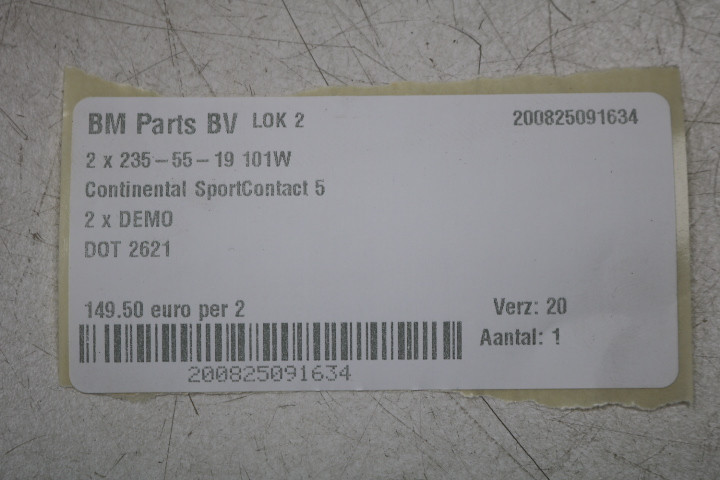 BM Parts BV LOK 2 200825091634
2 x 235-55-19 101W
Continental SportContact 5
2 x DEMO
DOT 2621
149.50 euro per 2 Verz: 20
Aantal: 1
200825091634